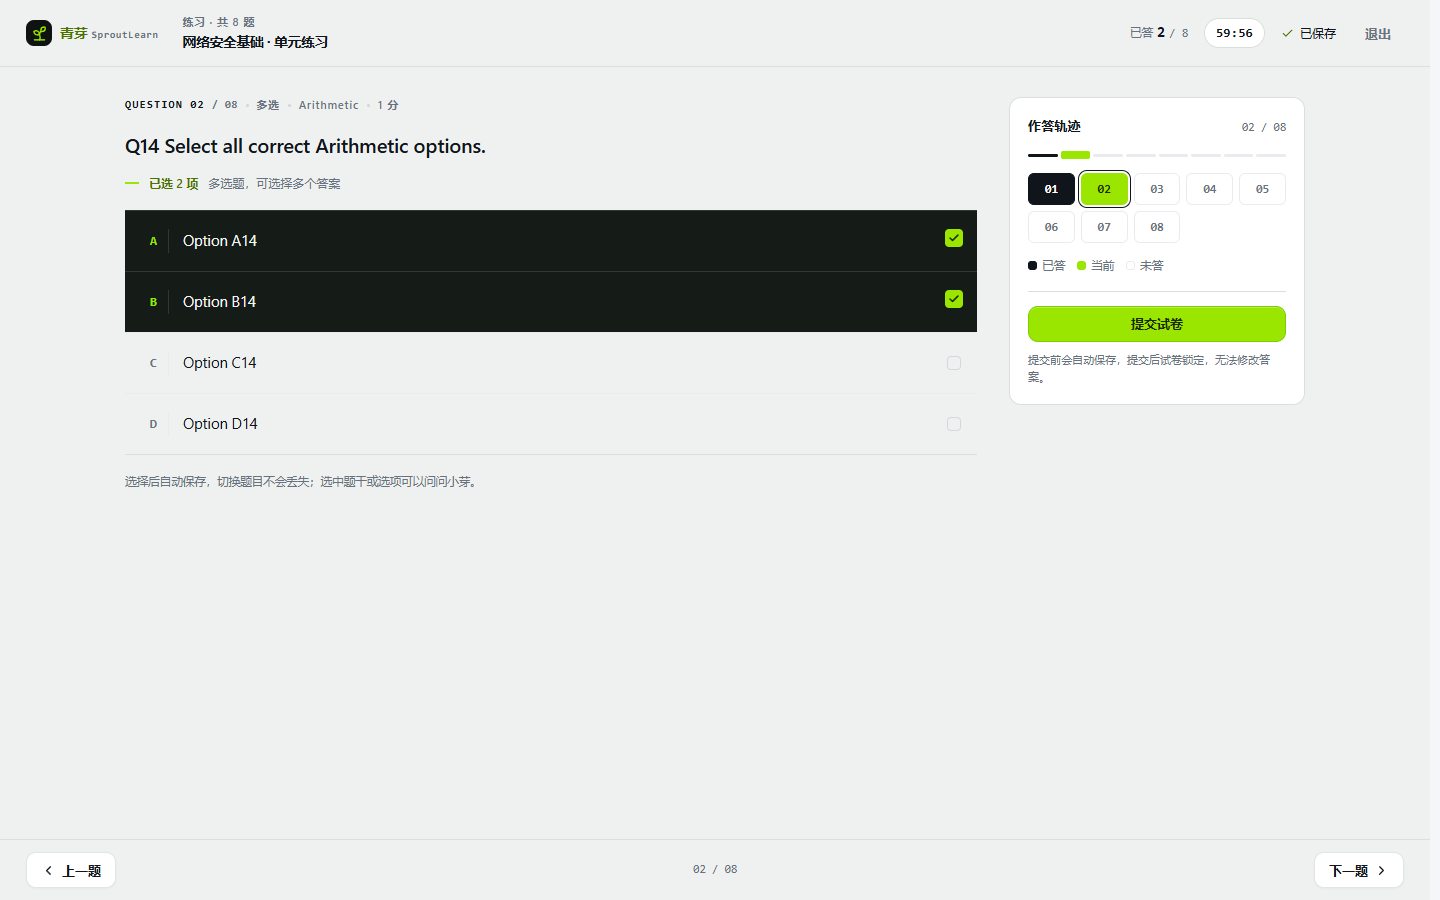 青芽 SproutLearn
练习 · 共 8 题
网络安全基础 · 单元练习
已答 2 / 8
59:56
已保存
退出
QUESTION 02 / 08 · 多选 · Arithmetic · 1 分
Q14 Select all correct Arithmetic options.
已选 2 项 多选题，可选择多个答案
A Option A14
B Option B14
C Option C14
D Option D14
选择后自动保存，切换题目不会丢失；选中题干或选项可以问问小芽。
作答轨迹 02 / 08
01 02 03 04 05
06 07 08
已答 当前 未答
提交试卷
提交前会自动保存，提交后试卷锁定，无法修改答
案。
上一题
02 / 08
下一题